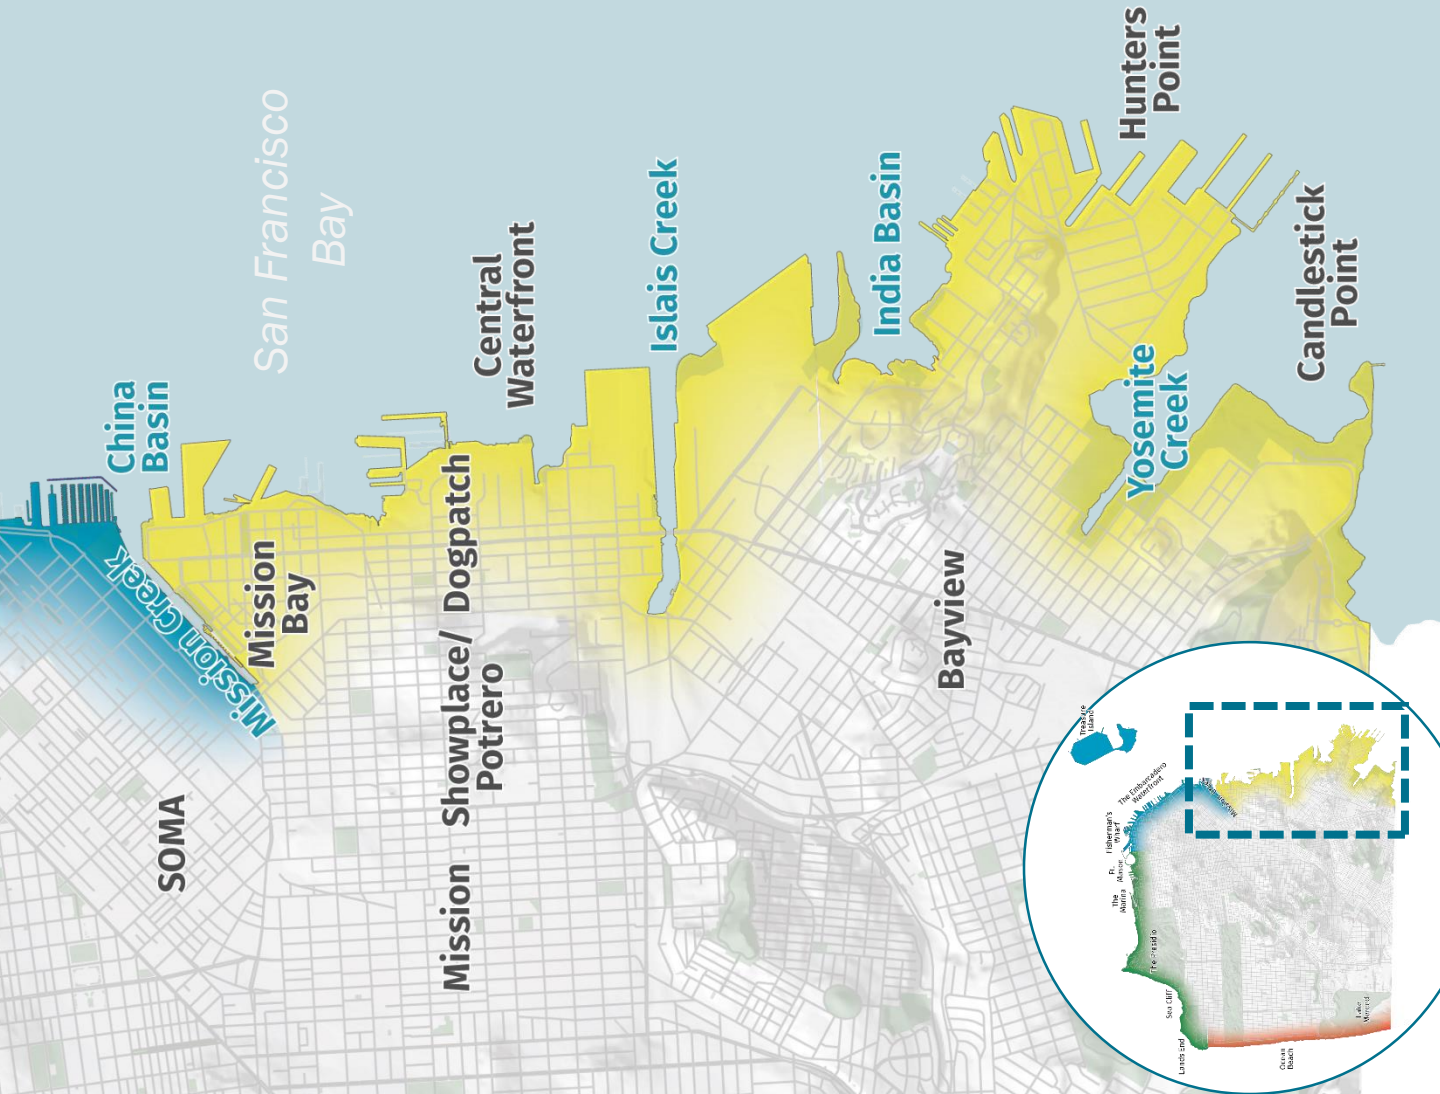 San Francisco
Bay
China
Basin
Mission Creek
Mission
Bay
SOMA
Central
Waterfront
Dogpatch
Showplace/
Potrero
Mission
Islais Creek
India Basin
Bayview
Hunters
Point
Yosemite
Creek
Candlestick
Point
Treasure
Island
The Embarcadero
Waterfront
Fisherman's
Wharf
Ft.
Mason
The
Marina
The Presidio
Sea Cliff
Lands End
Ocean
Beach
Lake
Merced